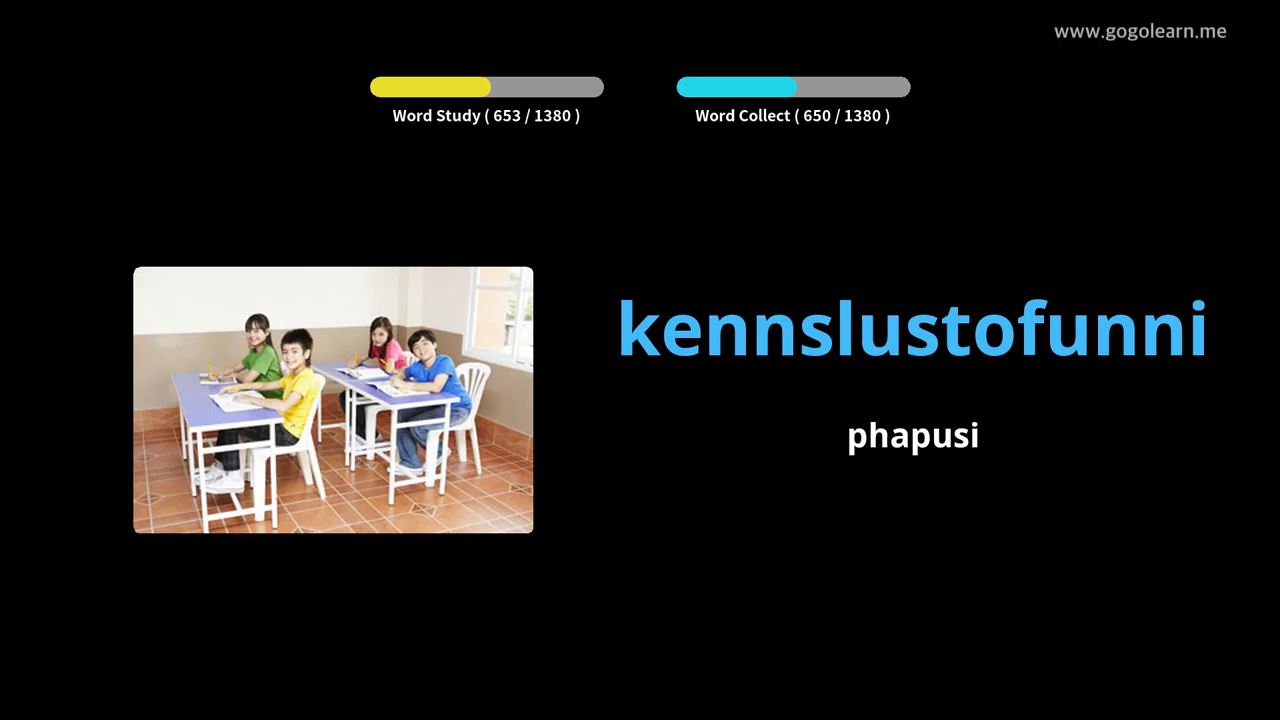 www.gogolearn.me
Word Study ( 653 / 1380 )
Word Collect ( 650 / 1380 )
kennslustofunni
phapusi